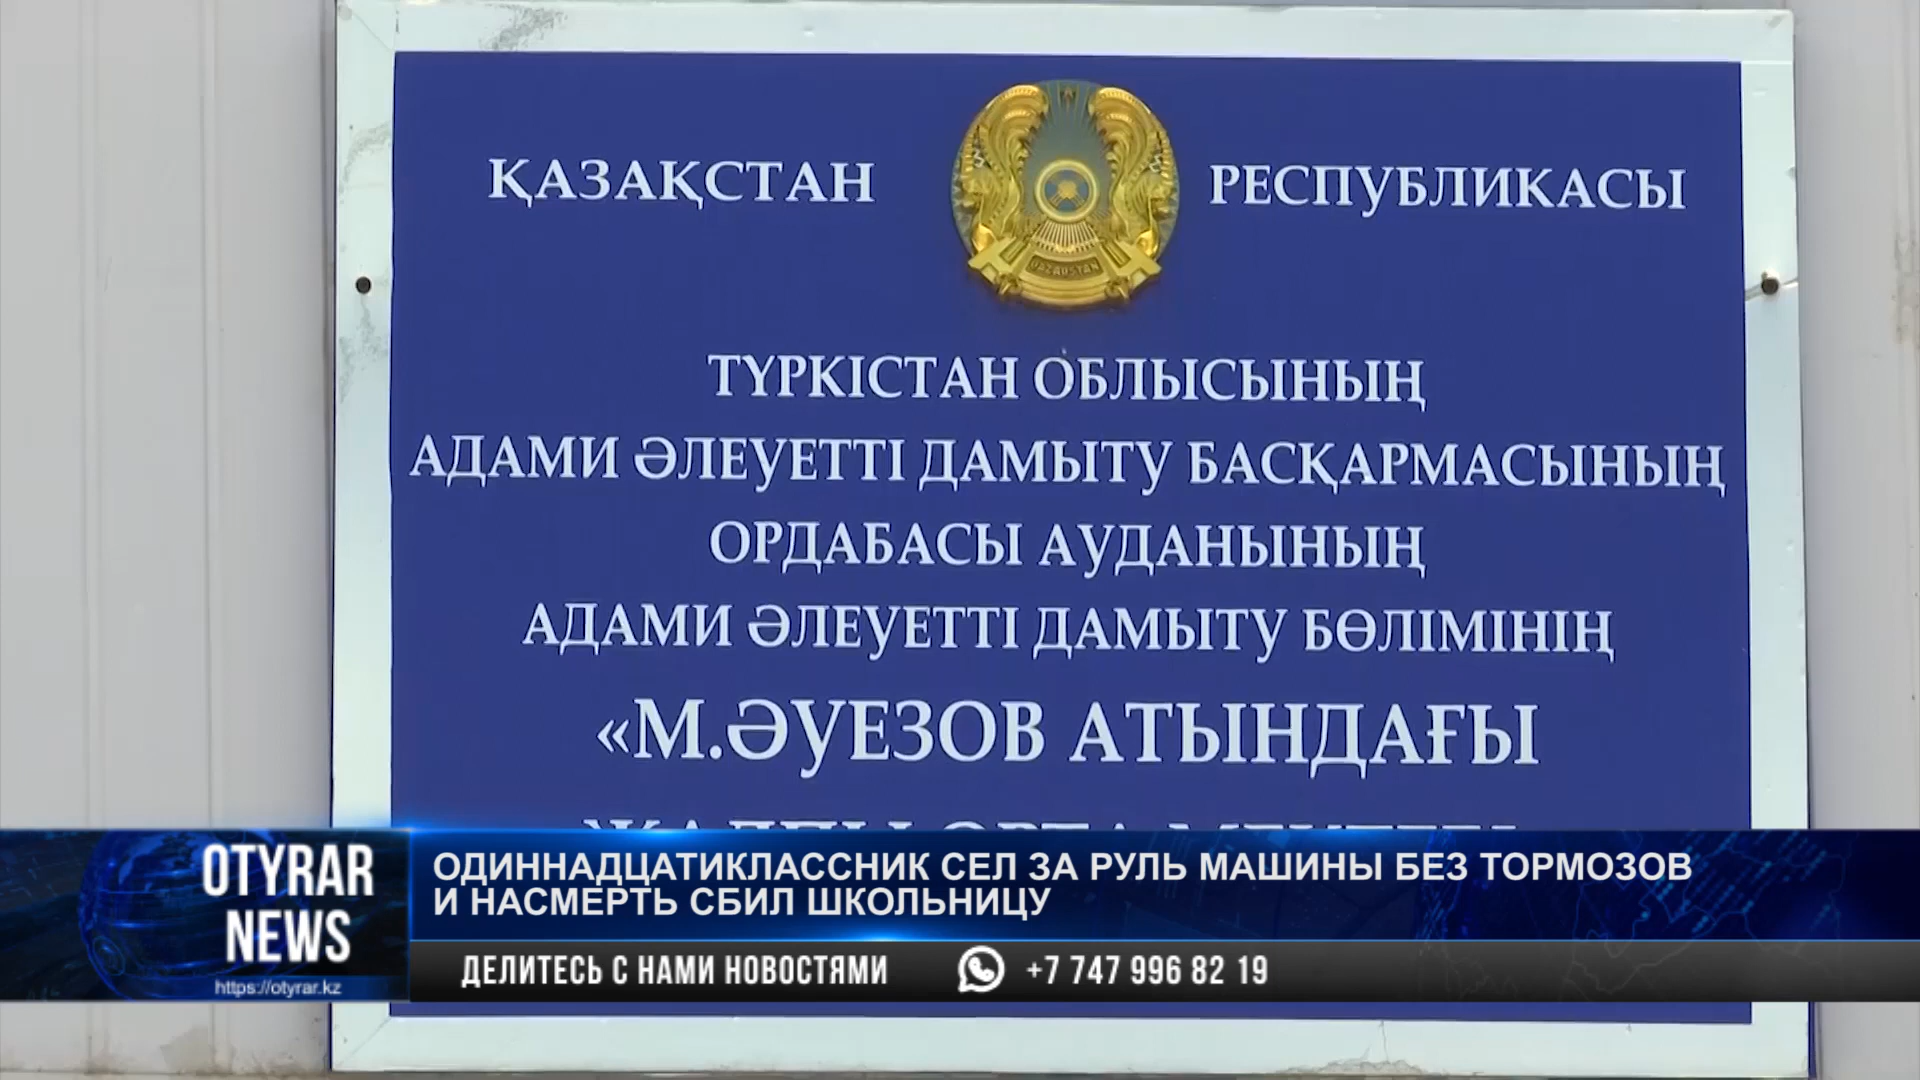 ҚАЗАҚСТАН РЕСПУБЛИКАСЫ
QAZAQSTAN
ТҮРКІСТАН ОБЛЫСЫНЫҢ
АДАМИ ӘЛЕУЕТТІ ДАМЫТУ БАСҚАРМАСЫНЫҢ
ОРДАБАСЫ АУДАНЫНЫҢ
АДАМИ ӘЛЕУЕТТІ ДАМЫТУ БӨЛІМІНІҢ
«М.ӘУЕЗОВ АТЫНДАҒЫ
OTYRAR
NEWS
https://otyrar.kz
ОДИННАДЦАТИКЛАССНИК СЕЛ ЗА РУЛЬ МАШИНЫ БЕЗ ТОРМОЗОВ
И НАСМЕРТЬ СБИЛ ШКОЛЬНИЦУ
ДЕЛИТЕСЬ С НАМИ НОВОСТЯМИ +7 747 996 82 19